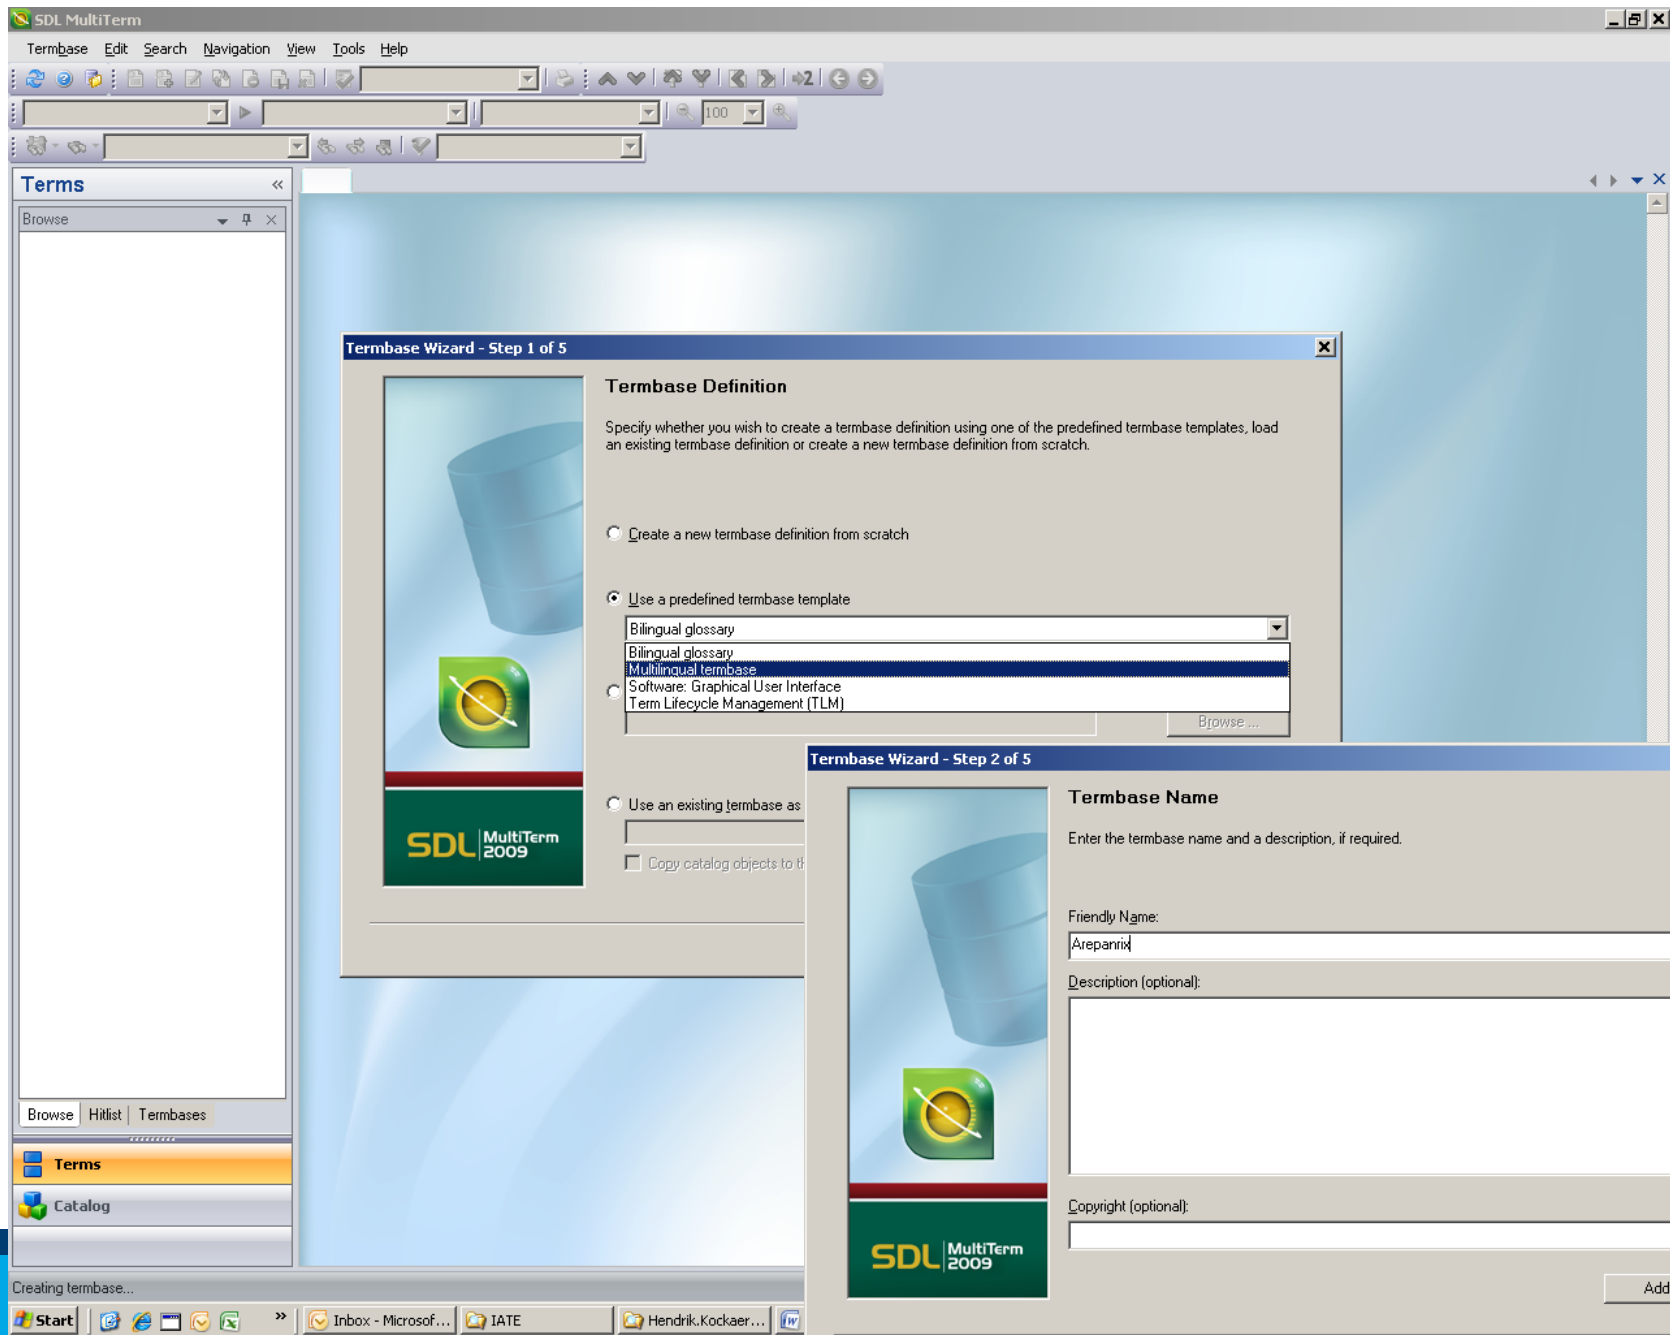 SDL MultiTerm
Termbase Edit Search Navigation View Tools Help
100
Terms
Browse
Termbase Wizard - Step 1 of 5
Termbase Definition
Specify whether you wish to create a termbase definition using one of the predefined termbase templates, load
an existing termbase definition or create a new termbase definition from scratch.
Create a new termbase definition from scratch
Use a predefined termbase template
Bilingual glossary
Bilingual glossary
Multilingual termbase
Software: Graphical User Interface
Term Lifecycle Management (TLM)
Browse ...
Use an existing termbase as
Copy catalog objects to th
SDL MultiTerm
2009
Termbase Wizard - Step 2 of 5
Termbase Name
Enter the termbase name and a description, if required.
Friendly Name:
Arepanrix
Description (optional):
Copyright (optional):
SDL MultiTerm
2009
Add
Browse Hitlist Termbases
Terms
Catalog
Creating termbase...
Start » Inbox - Microsof... IATE Hendrik.Kockaer...